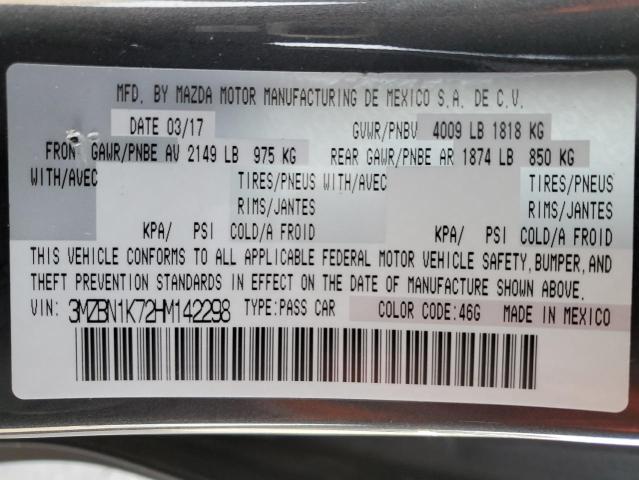 MFD. BY MAZDA MOTOR MANUFACTURING DE MEXICO S.A. DE C.V.
DATE 03/17 GVWR/PNBV 4009 LB 1818 KG
FRON GAWR/PNBE AV 2149 LB 975 KG REAR GAWR/PNBE AR 1874 LB 850 KG
WITH/AVEC TIRES/PNEUS WITH/AVEC TIRES/PNEUS
RIMS/JANTES RIMS/JANTES
KPA/ PSI COLD/A FROID KPA/ PSI COLD/A FROID
THIS VEHICLE CONFORMS TO ALL APPLICABLE FEDERAL MOTOR VEHICLE SAFETY, BUMPER, AND
THEFT PREVENTION STANDARDS IN EFFECT ON THE DATE OF MANUFACTURE SHOWN ABOVE.
VIN: 3MZBN1K72HM142298 TYPE:PASS CAR COLOR CODE:46G MADE IN MEXICO